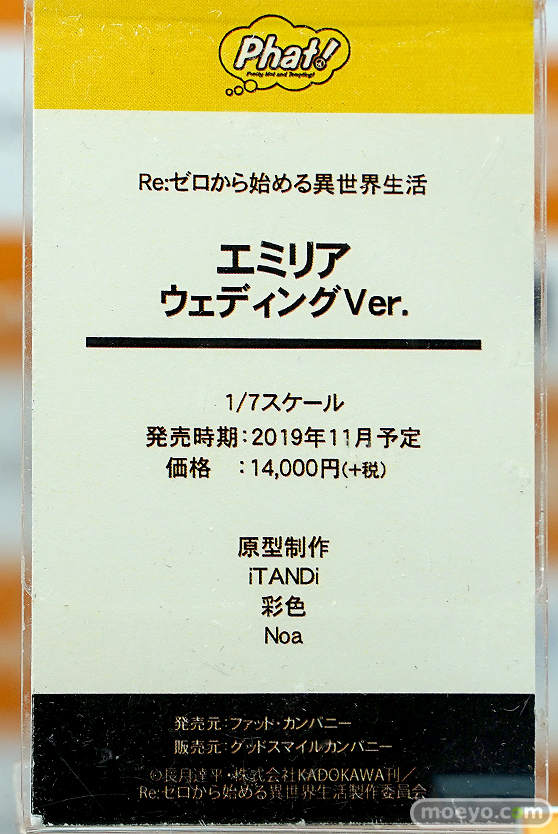 Phat!
Pretty Hot and Tempting!
Re:ゼロから始める異世界生活
エミリア
ウェディングVer.
1/7スケール
発売時期:2019年11月予定
価格 :14,000円(+税)
原型制作
iTANDi
彩色
Noa
発売元:ファット・カンパニー
販売元:グッドスマイルカンパニー
©長月達平・株式会社KADOKAWA刊/
Re:ゼロから始める異世界生活製作委員会
moeyo.com